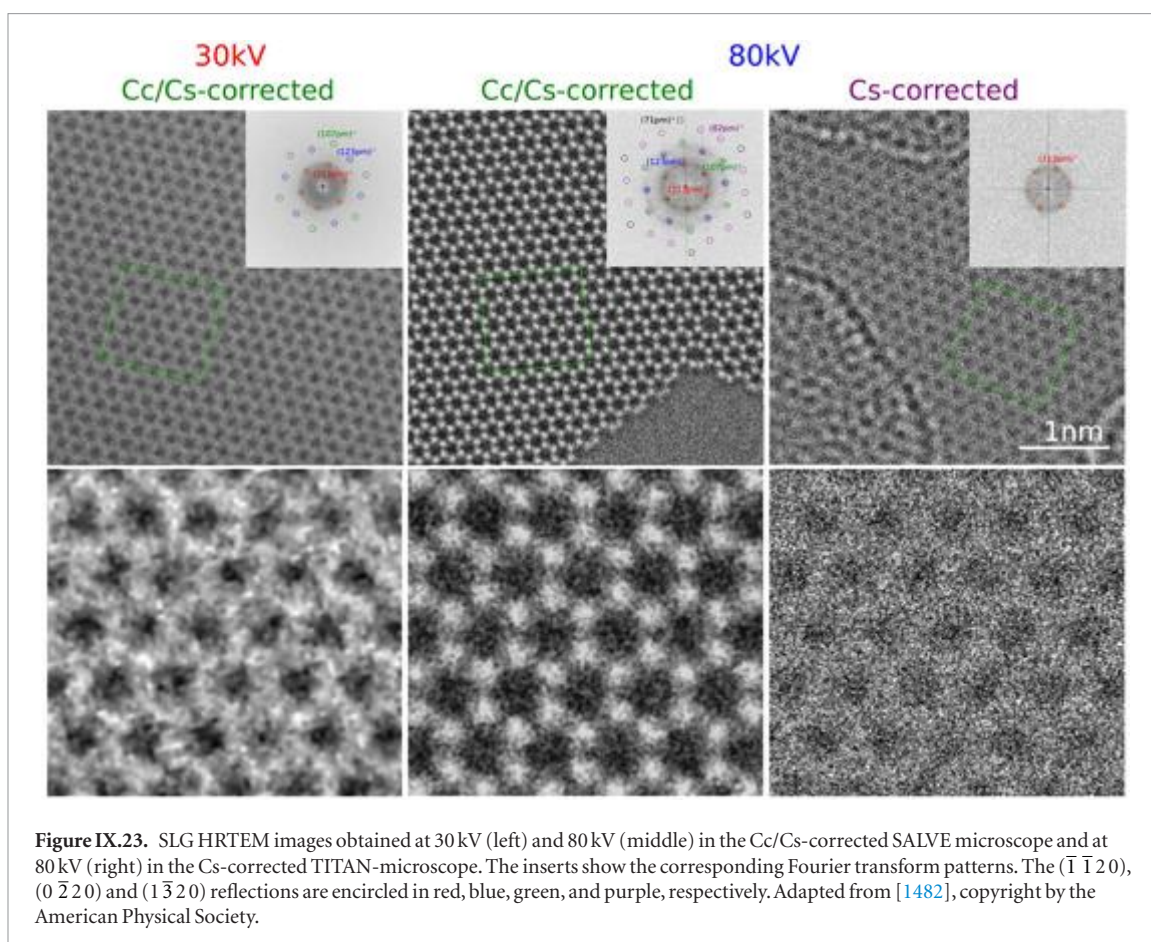 30kV
80kV
Cc/Cs-corrected
Cc/Cs-corrected
Cs-corrected
1nm
Figure IX.23. SLG HRTEM images obtained at 30 kV (left) and 80 kV (middle) in the Cc/Cs-corrected SALVE microscope and at
80 kV (right) in the Cs-corrected TITAN-microscope. The inserts show the corresponding Fourier transform patterns. The (1̅ 1̅ 2 0),
(0 2̅ 2 0) and (1 3̅ 2 0) reflections are encircled in red, blue, green, and purple, respectively. Adapted from [1482], copyright by the
American Physical Society.